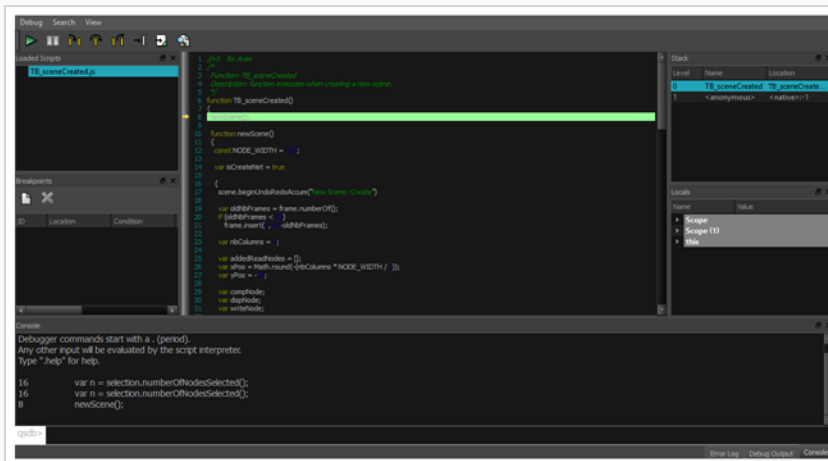 Debug Search View
Loaded Scripts
TB_sceneCreated.js
Breakpoints
ID Location Condition
1
2 /**
3 Function: TB_sceneCreated
4 Description: function executes when creating a new scene.
5 */
6 function TB_sceneCreated()
7 {
8 newScene();
9
10 function newScene()
11 {
12 const NODE_WIDTH = ;
13
14 var isCreateNet = true
15
16 {
17 scene.beginUndoRedoAccum("New Scene: Create")
18
19 var oldNbFrames = frame.numberOf();
20 if (oldNbFrames < )
21 frame.insert( , -oldNbFrames);
22
23 var nbColumns = ;
24
25 var addedReadNodes = [];
26 var xPos = Math.round(-(nbColumns * NODE_WIDTH / ));
27 var yPos = - ;
28
29 var compNode;
30 var dispNode;
31 var writeNode;
Stack
Level Name Location
0 TB_sceneCreated TB_sceneCreate...
1 <anonymous> <native>:-1
Locals
Name Value
Scope
Scope (1)
this
Console
Debugger commands start with a . (period).
Any other input will be evaluated by the script interpreter.
Type ".help" for help.
16 var n = selection.numberOfNodesSelected();
16 var n = selection.numberOfNodesSelected();
8 newScene();
qsdb>
Error Log Debug Output Console